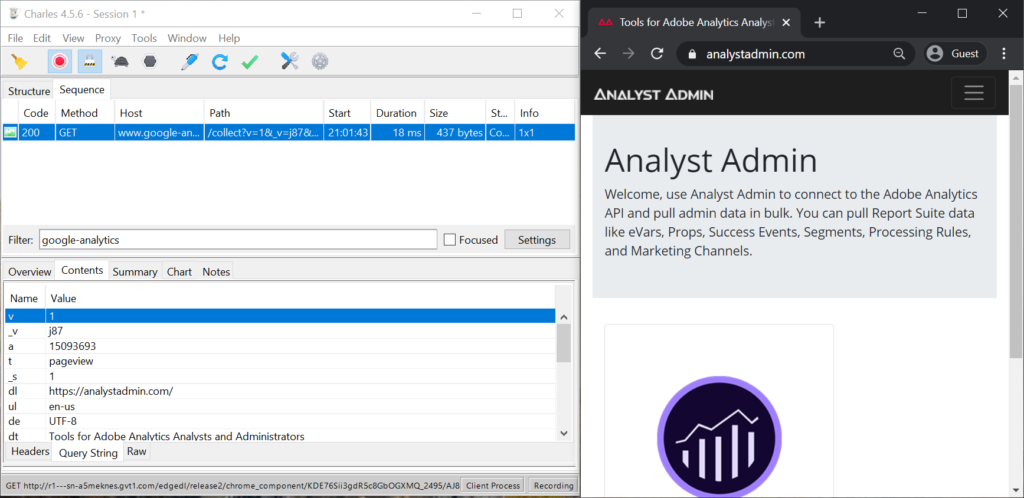 Charles 4.5.6 - Session 1 *
File Edit View Proxy Tools Window Help
Structure Sequence
Code Method Host Path Start Duration Size St... Info
200 GET www.google-an... /collect?v=1&_v=j87&... 21:01:43 18 ms 437 bytes Co... 1x1
Filter: google-analytics Focused Settings
Overview Contents Summary Chart Notes
Name Value
v 1
_v j87
a 15093693
t pageview
_s 1
dl https://analystadmin.com/
ul en-us
de UTF-8
dt Tools for Adobe Analytics Analysts and Administrators
Headers Query String Raw
GET http://r1---sn-a5meknes.gvt1.com/edgedl/release2/chrome_component/KDE76Sii3gdR5c8GbOGXMQ_2495/AJ8 Client Process Recording
Tools for Adobe Analytics Analyst
analystadmin.com Guest
Analyst Admin
Analyst Admin
Welcome, use Analyst Admin to connect to the Adobe Analytics
API and pull admin data in bulk. You can pull Report Suite data
like eVars, Props, Success Events, Segments, Processing Rules,
and Marketing Channels.